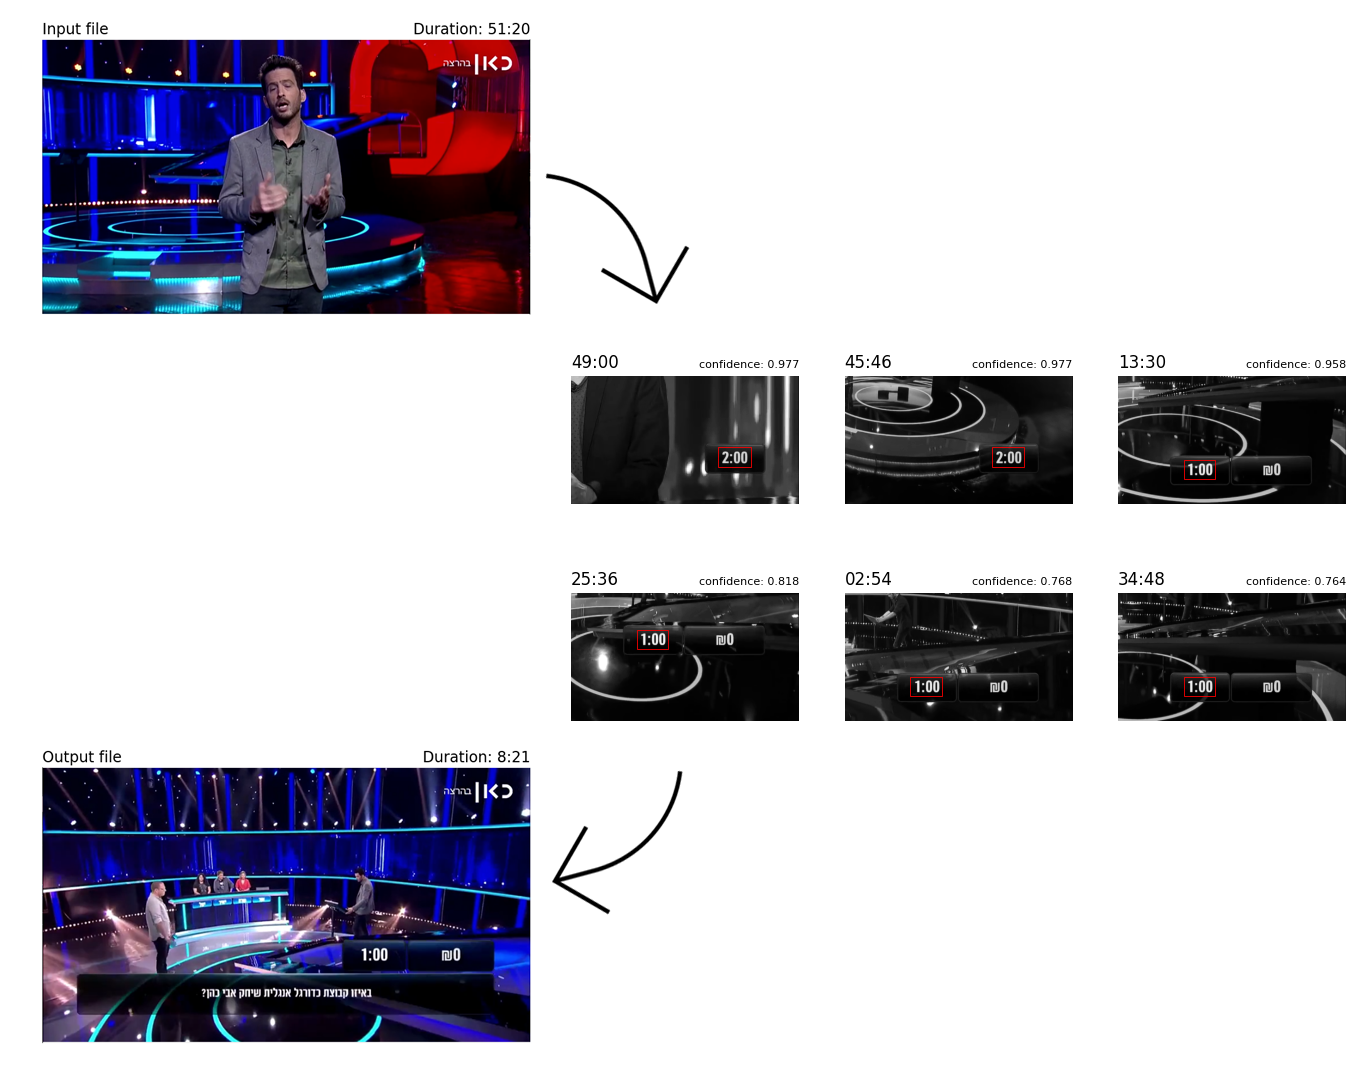 Input file
Duration: 51:20
כאן | בהרצה
49:00
confidence: 0.977
2:00
45:46
confidence: 0.977
2:00
13:30
confidence: 0.958
1:00
₪0
25:36
confidence: 0.818
1:00
₪0
02:54
confidence: 0.768
1:00
₪0
34:48
confidence: 0.764
1:00
₪0
Output file
Duration: 8:21
כאן | בהרצה
1:00
₪0
באיזו קבוצת כדורגל אנגלית שיחק אבי כהן?